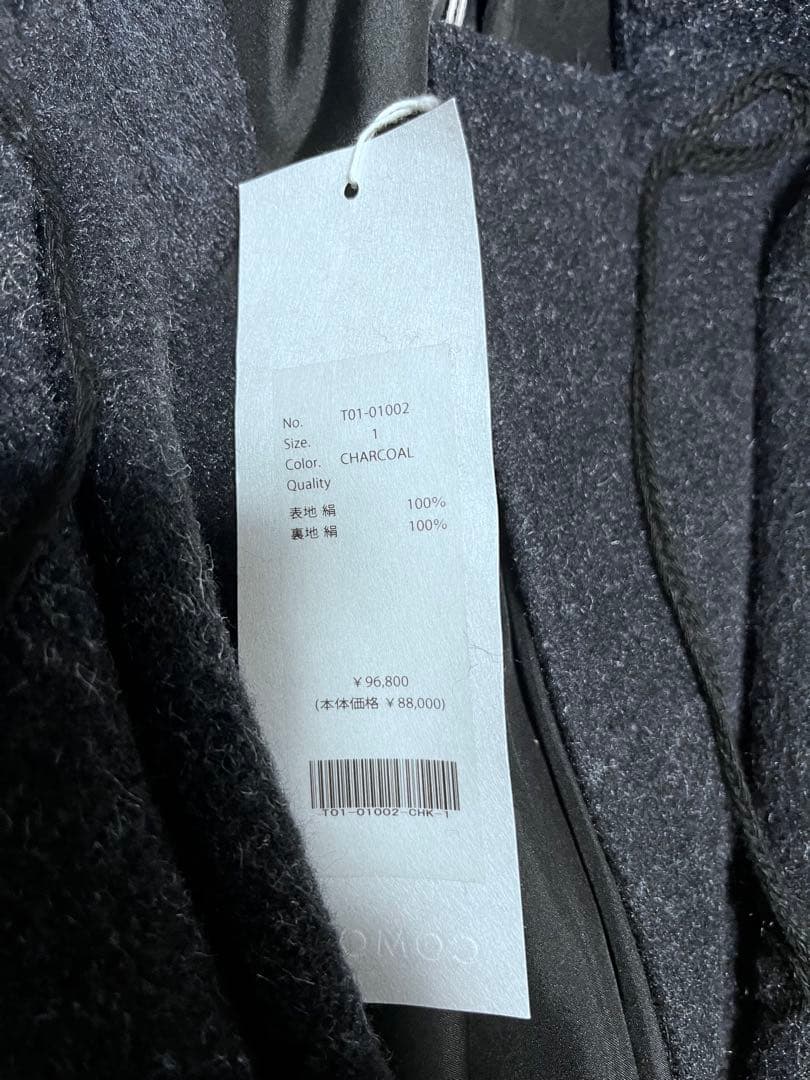 No. T01-01002
Size. 1
Color. CHARCOAL
Quality
表地 絹 100%
裏地 絹 100%
¥96,800
(本体価格 ¥88,000)
T01-01002-CHK-1